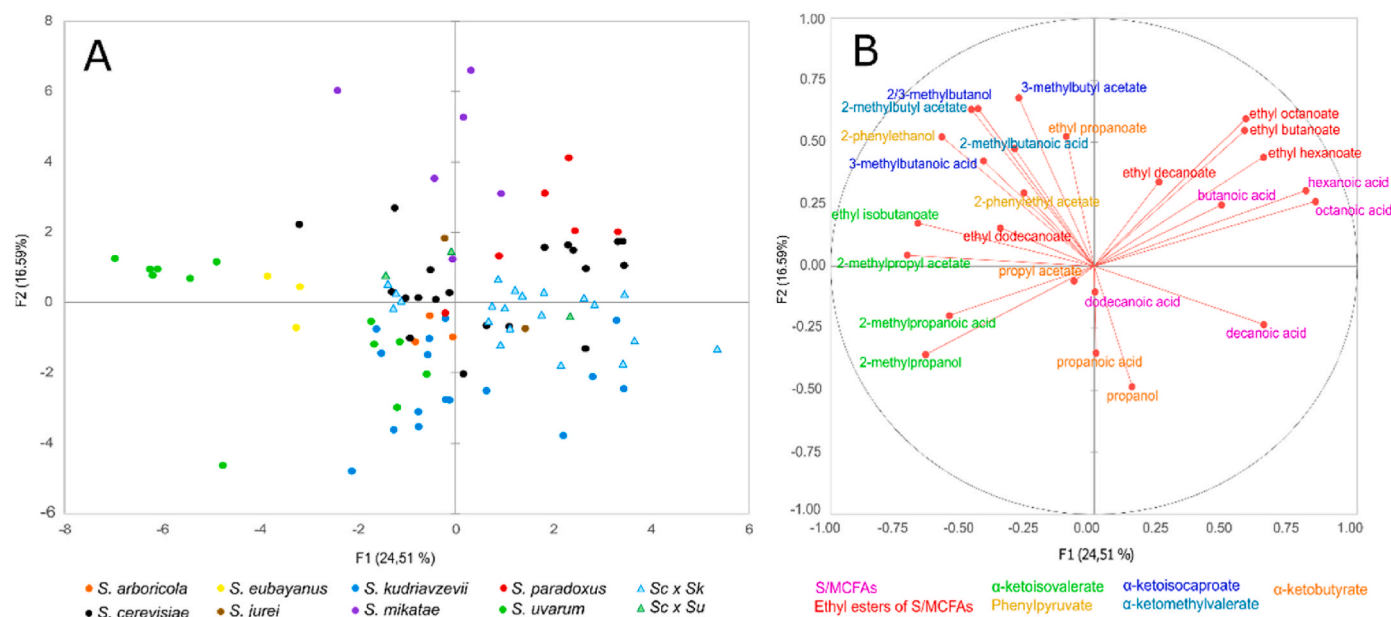 A
8
6
4
2
0
-2
-4
-6
-8
-6
-4
-2
0
2
4
6
F2 (16.59%)
F1 (24,51 %)
S. arboricola
S. eubayanus
S. kudriavzevii
S. paradoxus
Sc x Sk
S. cerevisiae
S. jurei
S. mikatae
S. uvarum
Sc x Su
B
1.00
0.75
0.50
0.25
0.00
-0.25
-0.50
-0.75
-1.00
-1.00
-0.75
-0.50
-0.25
0.00
0.25
0.50
0.75
1.00
F2 (16.59%)
F1 (24,51 %)
2/3-methylbutanol
3-methylbutyl acetate
2-methylbutyl acetate
2-phenylethanol
ethyl propanoate
2-methylbutanoic acid
3-methylbutanoic acid
ethyl octanoate
ethyl butanoate
ethyl hexanoate
ethyl decanoate
hexanoic acid
butanoic acid
octanoic acid
2-phenylethyl acetate
ethyl isobutanoate
ethyl dodecanoate
2-methylpropyl acetate
propyl acetate
dodecanoic acid
decanoic acid
2-methylpropanoic acid
2-methylpropanol
propanoic acid
propanol
S/MCFAs
α-ketoisovalerate
α-ketoisocaproate
α-ketobutyrate
Ethyl esters of S/MCFAs
Phenylpyruvate
α-ketomethylvalerate